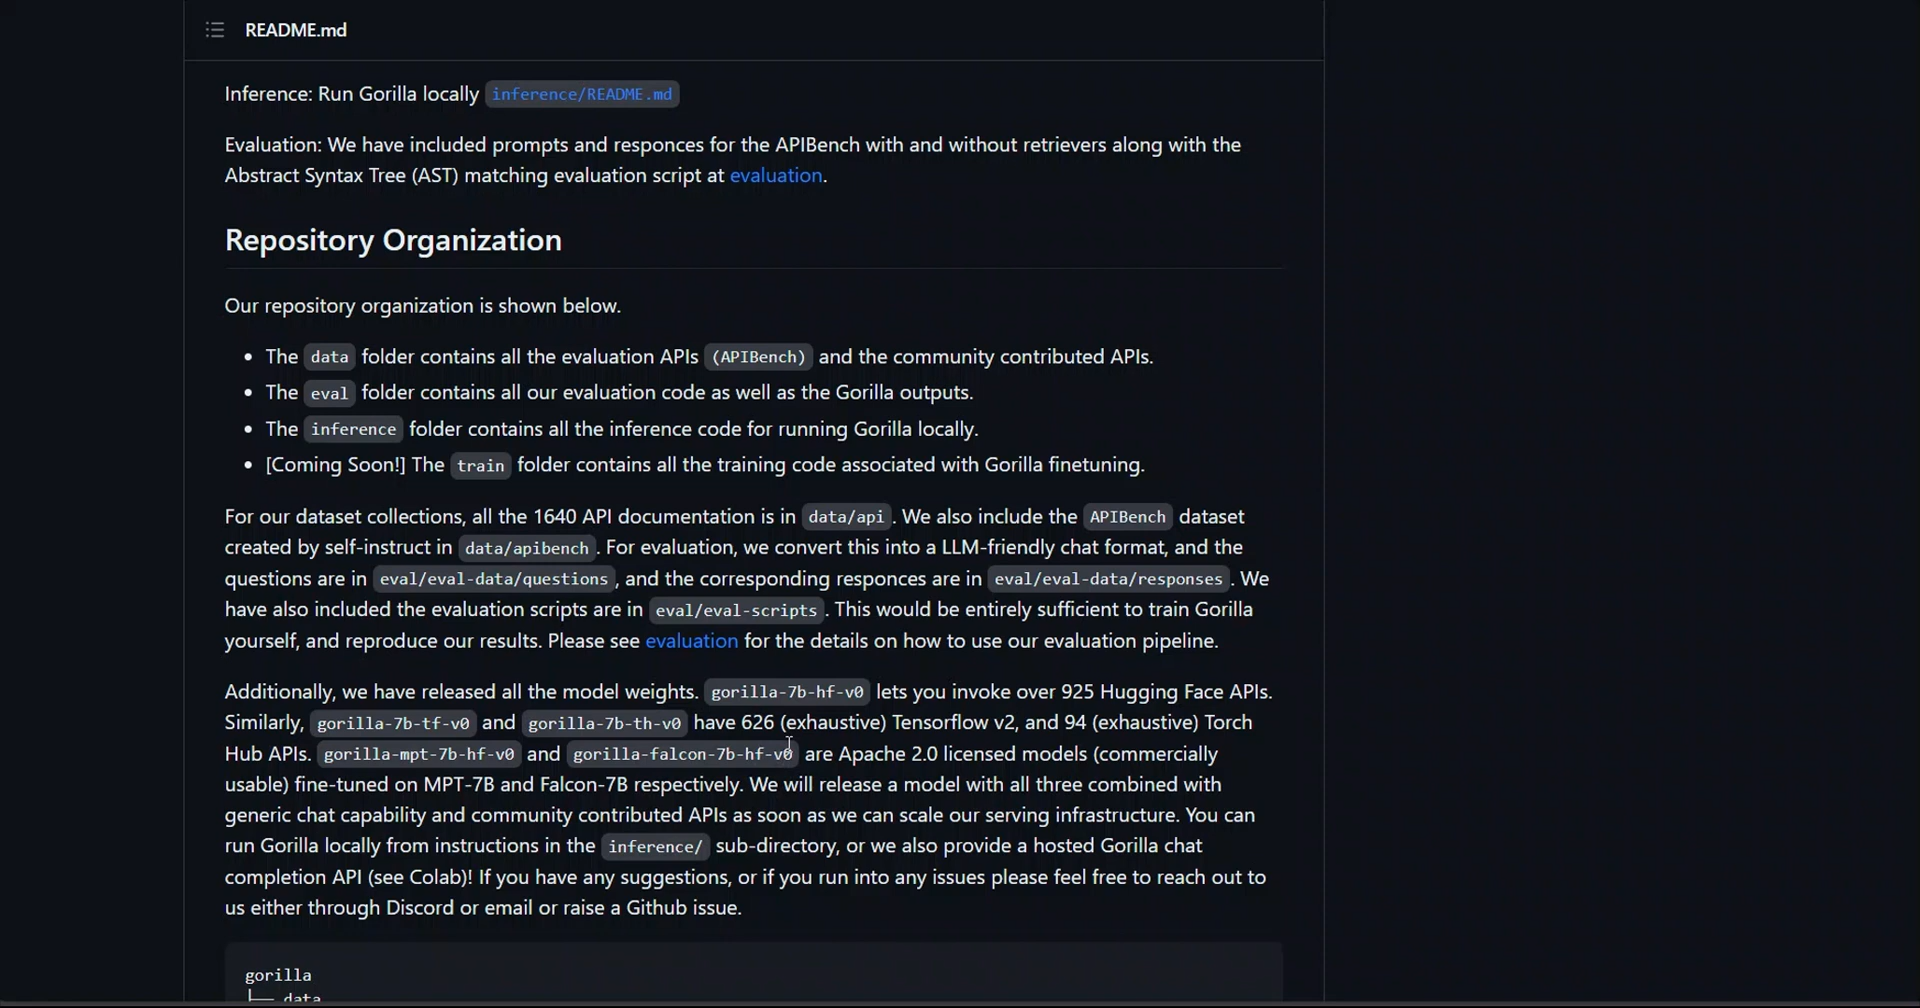 README.md
Inference: Run Gorilla locally inference/README.md
Evaluation: We have included prompts and responces for the APIBench with and without retrievers along with the
Abstract Syntax Tree (AST) matching evaluation script at evaluation.
Repository Organization
Our repository organization is shown below.
• The data folder contains all the evaluation APIs (APIBench) and the community contributed APIs.
• The eval folder contains all our evaluation code as well as the Gorilla outputs.
• The inference folder contains all the inference code for running Gorilla locally.
• [Coming Soon!] The train folder contains all the training code associated with Gorilla finetuning.
For our dataset collections, all the 1640 API documentation is in data/api. We also include the APIBench dataset
created by self-instruct in data/apibench. For evaluation, we convert this into a LLM-friendly chat format, and the
questions are in eval/eval-data/questions, and the corresponding responces are in eval/eval-data/responses. We
have also included the evaluation scripts are in eval/eval-scripts. This would be entirely sufficient to train Gorilla
yourself, and reproduce our results. Please see evaluation for the details on how to use our evaluation pipeline.
Additionally, we have released all the model weights. gorilla-7b-hf-v0 lets you invoke over 925 Hugging Face APIs.
Similarly, gorilla-7b-tf-v0 and gorilla-7b-th-v0 have 626 (exhaustive) Tensorflow v2, and 94 (exhaustive) Torch
Hub APIs. gorilla-mpt-7b-hf-v0 and gorilla-falcon-7b-hf-v0 are Apache 2.0 licensed models (commercially
usable) fine-tuned on MPT-7B and Falcon-7B respectively. We will release a model with all three combined with
generic chat capability and community contributed APIs as soon as we can scale our serving infrastructure. You can
run Gorilla locally from instructions in the inference/ sub-directory, or we also provide a hosted Gorilla chat
completion API (see Colab)! If you have any suggestions, or if you run into any issues please feel free to reach out to
us either through Discord or email or raise a Github issue.
gorilla
├── data